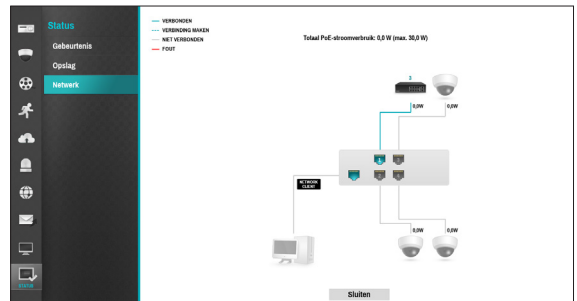 Status
Gebeurtenis
Opslag
Netwerk
VERBONDEN
VERBINDING MAKEN
NIET VERBONDEN
FOUT
Totaal PoE-stroomverbruik: 0,0 W (max. 30,0 W)
0,0W
0,0W
NETWORK
CLIENT
0,0W
0,0W
Sluiten
STATUS